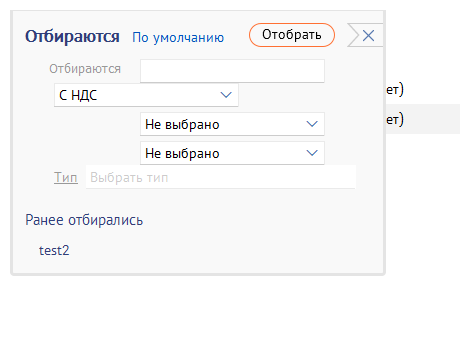 Отбираются По умолчанию Отобрать
Отбираются
С НДС
ет)
Не выбрано
ет)
Не выбрано
Тип Выбрать тип
Ранее отбирались
test2